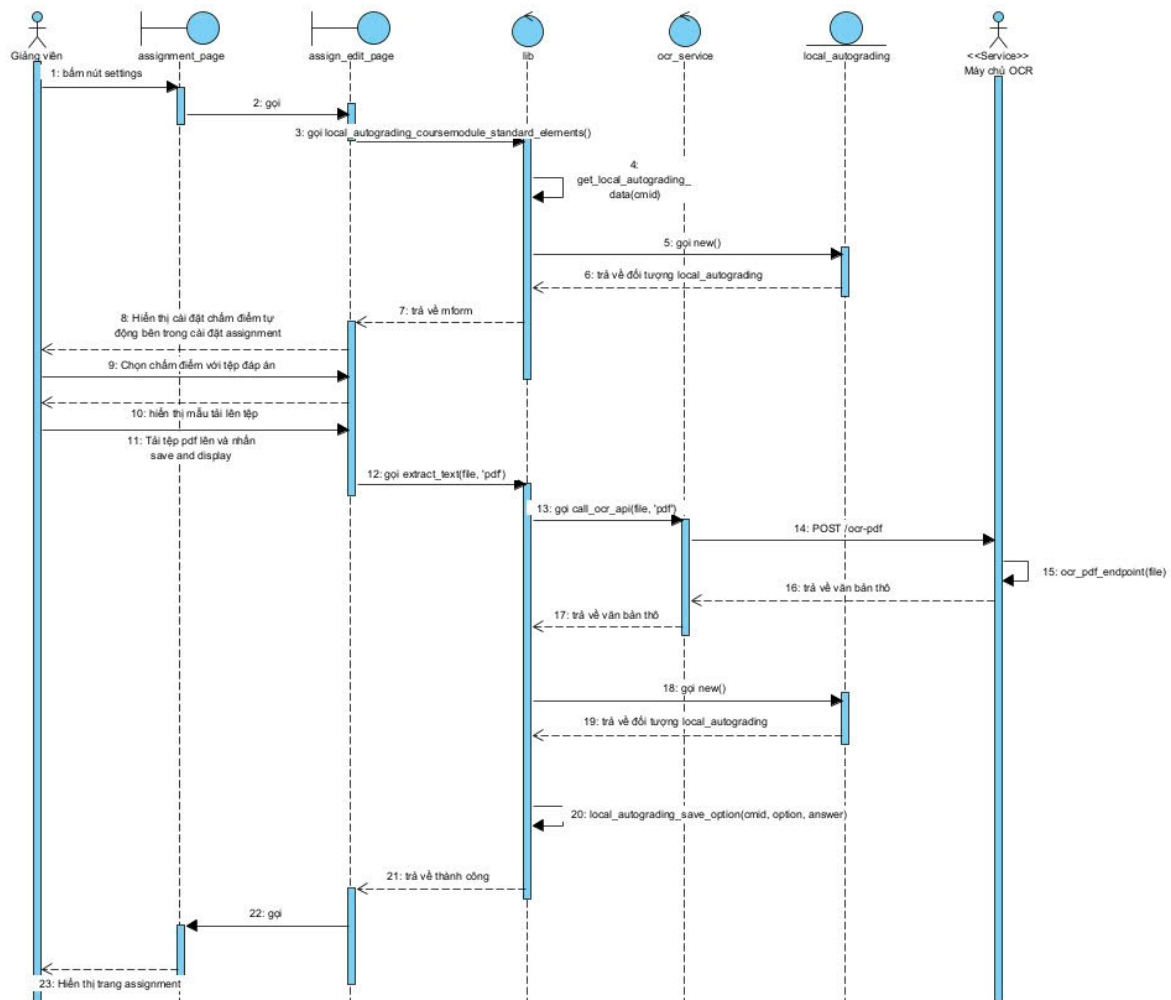 Giảng viên
assignment_page
assign_edit_page
lib
ocr_service
local_autograding
<<Service>>
Máy chủ OCR
1: bấm nút settings
2: gọi
3: gọi local_autograding_coursemodule_standard_elements()
4:
get_local_autograding_
data(cmid)
5: gọi new()
6: trả về đối tượng local_autograding
7: trả về mform
8: Hiển thị cài đặt chấm điểm tự
động bên trong cài đặt assignment
9: Chọn chấm điểm với tệp đáp án
10: hiển thị mẫu tải lên tệp
11: Tải tệp pdf lên và nhấn
save and display
12: gọi extract_text(file, 'pdf')
13: gọi call_ocr_api(file, 'pdf')
14: POST /ocr-pdf
15: ocr_pdf_endpoint(file)
16: trả về văn bản thô
17: trả về văn bản thô
18: gọi new()
19: trả về đối tượng local_autograding
20: local_autograding_save_option(cmid, option, answer)
21: trả về thành công
22: gọi
23: Hiển thị trang assignment